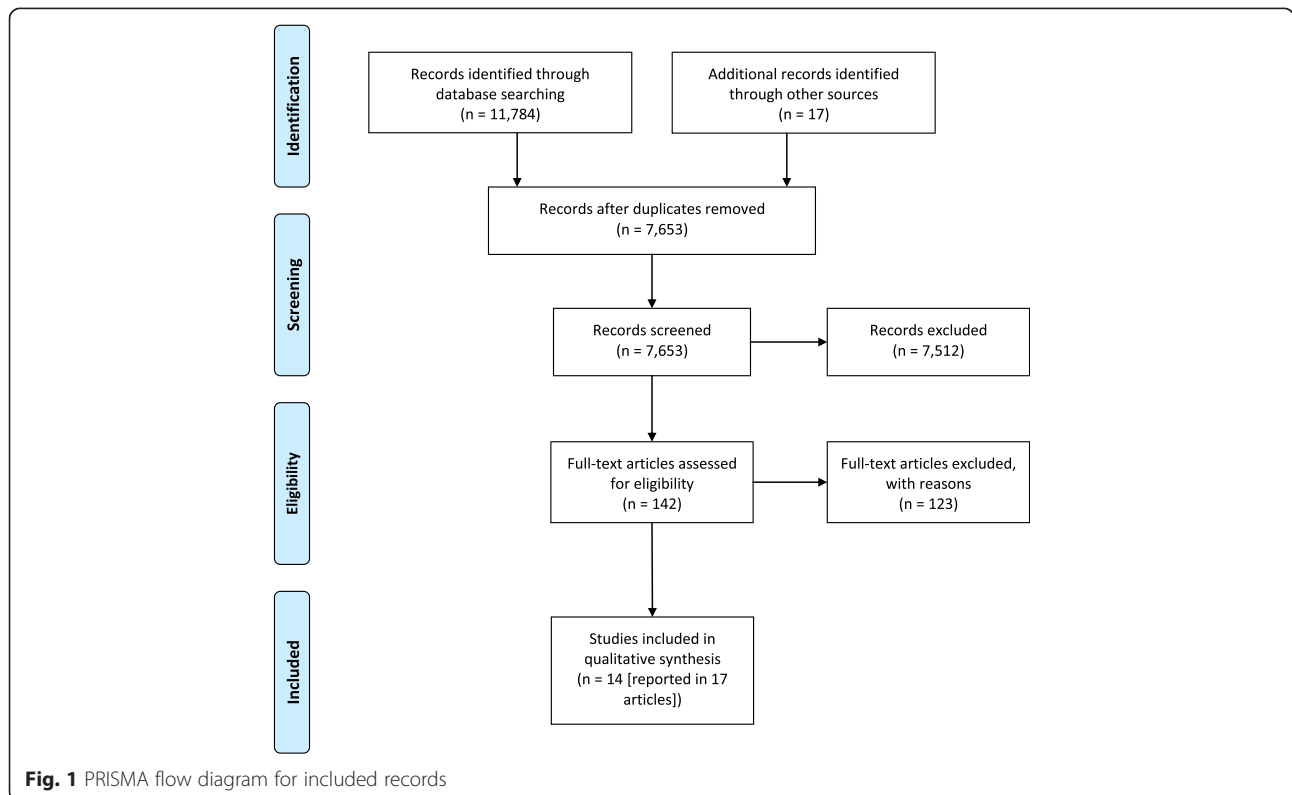 Identification
Records identified through
database searching
(n = 11,784)
Additional records identified
through other sources
(n = 17)
Records after duplicates removed
(n = 7,653)
Screening
Records screened
(n = 7,653)
Records excluded
(n = 7,512)
Eligibility
Full-text articles assessed
for eligibility
(n = 142)
Full-text articles excluded,
with reasons
(n = 123)
Included
Studies included in
qualitative synthesis
(n = 14 [reported in 17
articles])
Fig. 1 PRISMA flow diagram for included records